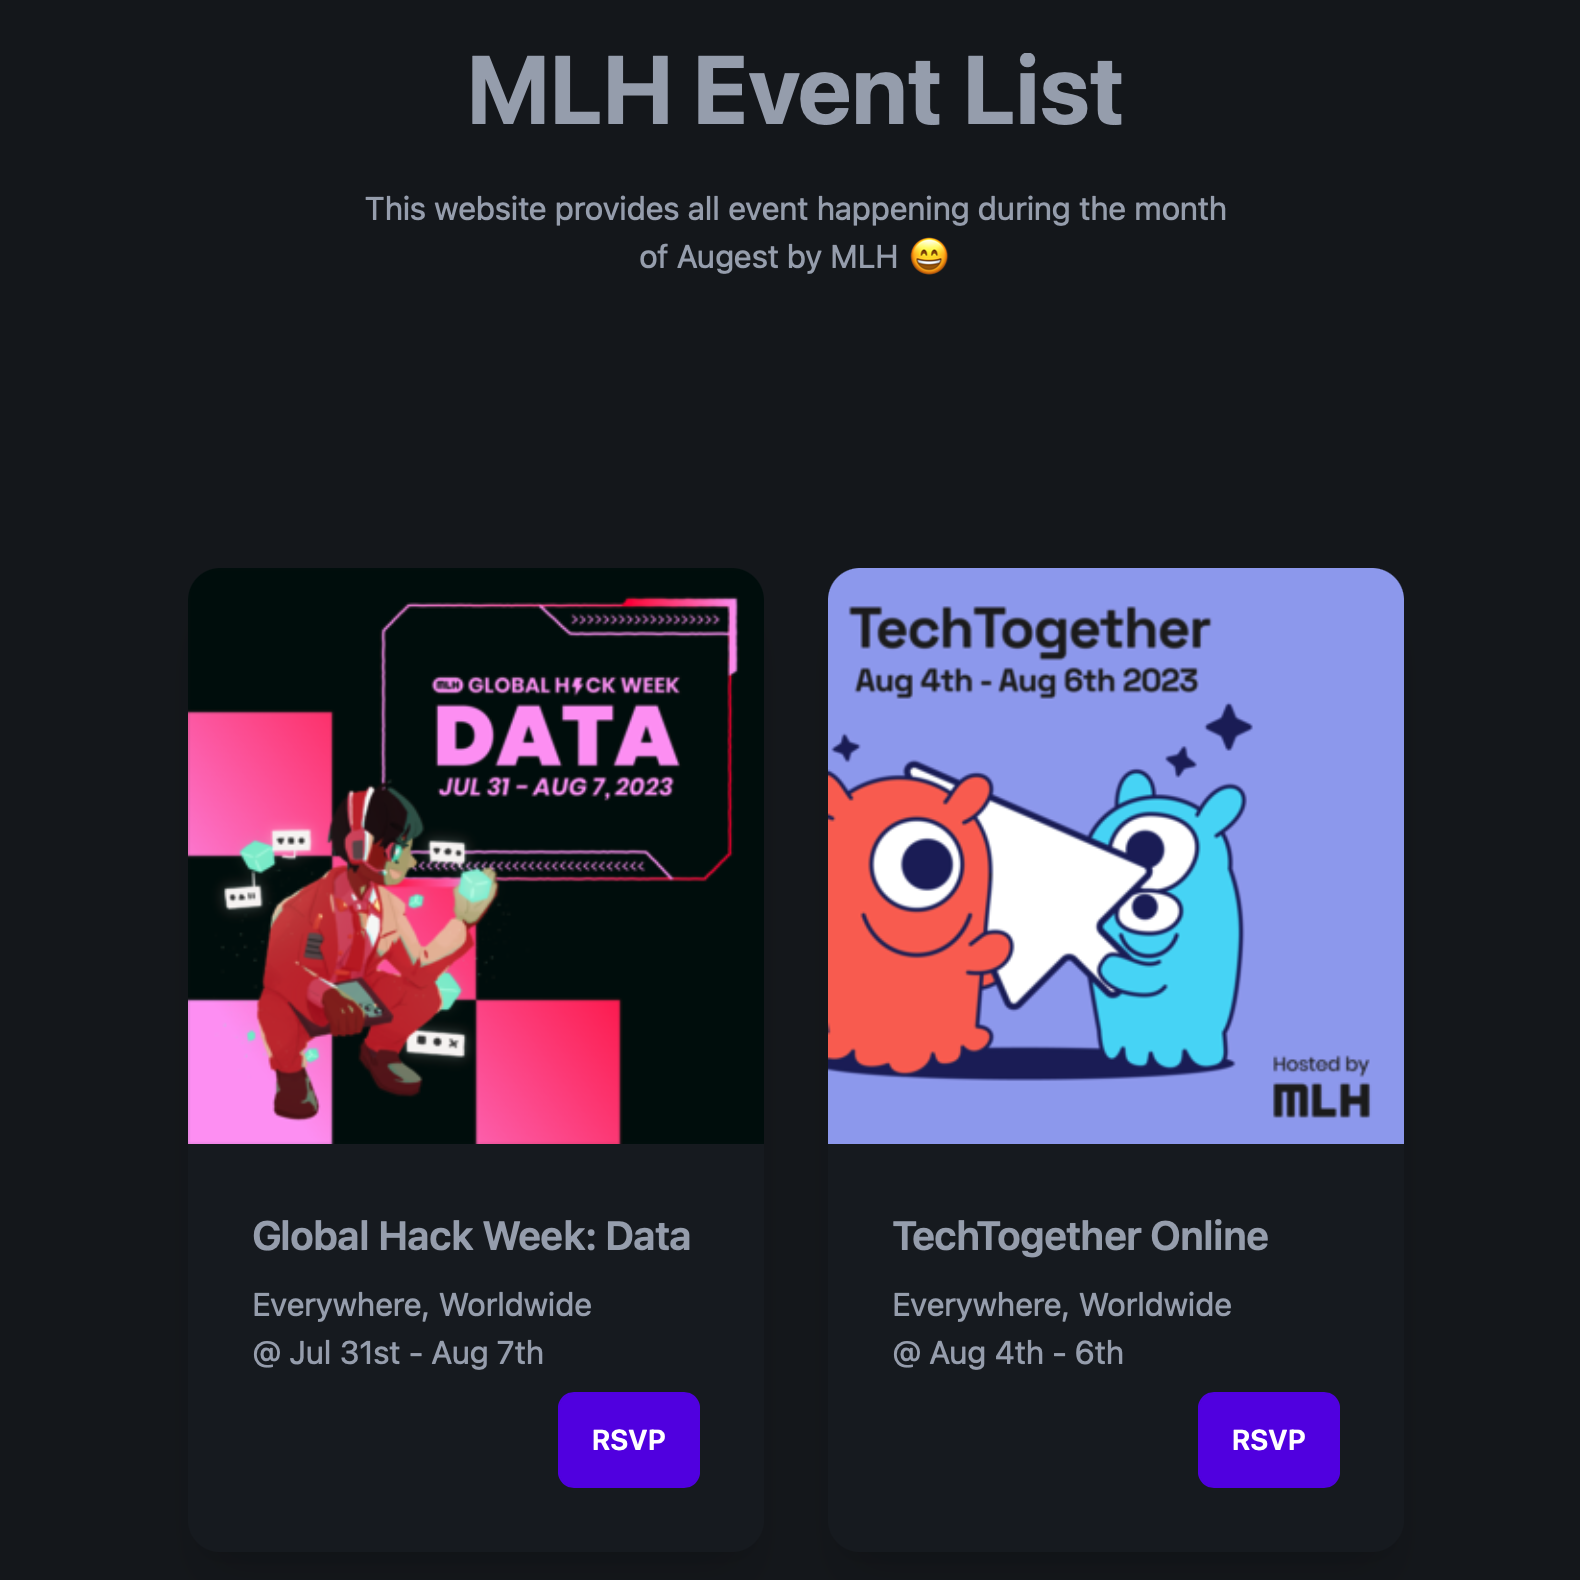 MLH Event List
This website provides all event happening during the month
of Augest by MLH 😄
MLH GLOBAL H⚡CK WEEK
DATA
JUL 31 - AUG 7, 2023
TechTogether
Aug 4th - Aug 6th 2023
Hosted by
MLH
Global Hack Week: Data
Everywhere, Worldwide
@ Jul 31st - Aug 7th
RSVP
TechTogether Online
Everywhere, Worldwide
@ Aug 4th - 6th
RSVP